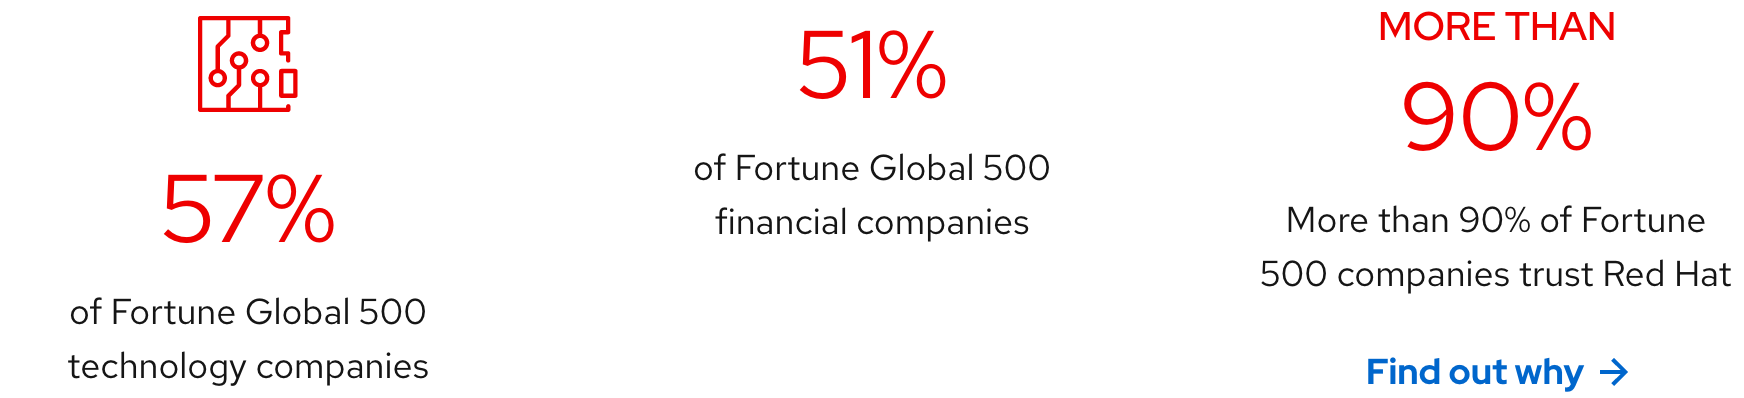 57%
of Fortune Global 500
technology companies
51%
of Fortune Global 500
financial companies
MORE THAN
90%
More than 90% of Fortune
500 companies trust Red Hat
Find out why →